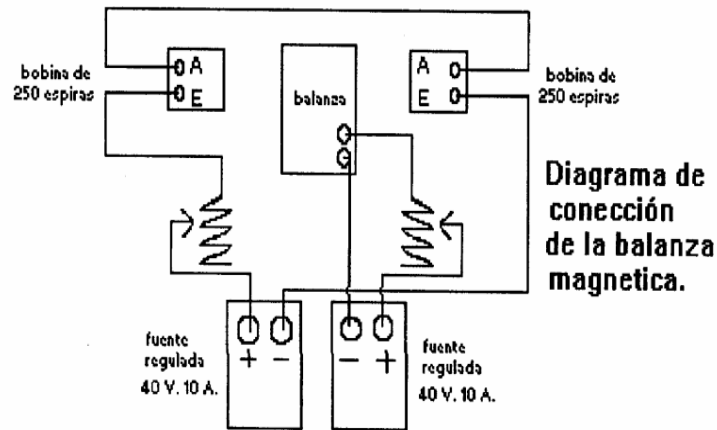 A
E
bobina de
250 espiras
balanza
A
E
bobina de
250 espiras
Diagrama de
conección
de la balanza
magnetica.
+ −
fuente
regulada
40 V. 10 A.
− +
fuente
regulada
40 V. 10 A.